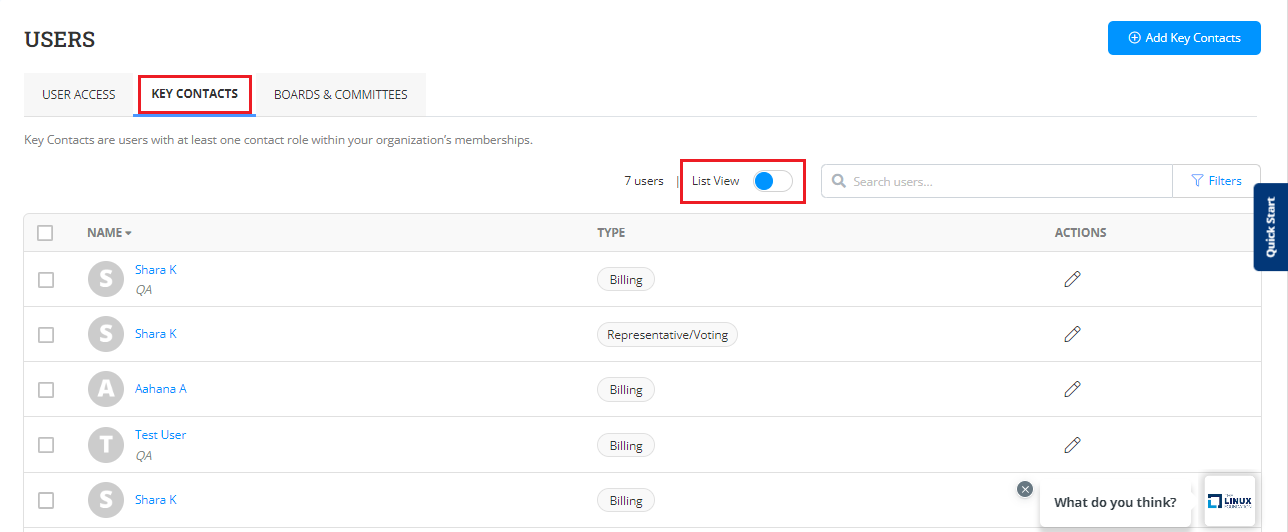 USERS
Add Key Contacts
USER ACCESS KEY CONTACTS BOARDS & COMMITTEES
Key Contacts are users with at least one contact role within your organization's memberships.
7 users | List View Search users... Filters
Quick Start
NAME TYPE ACTIONS
S Shara K Billing
QA
S Shara K Representative/Voting
A Aahana A Billing
T Test User Billing
QA
S Shara K Billing
What do you think?
THE
LINUX
FOUNDATION